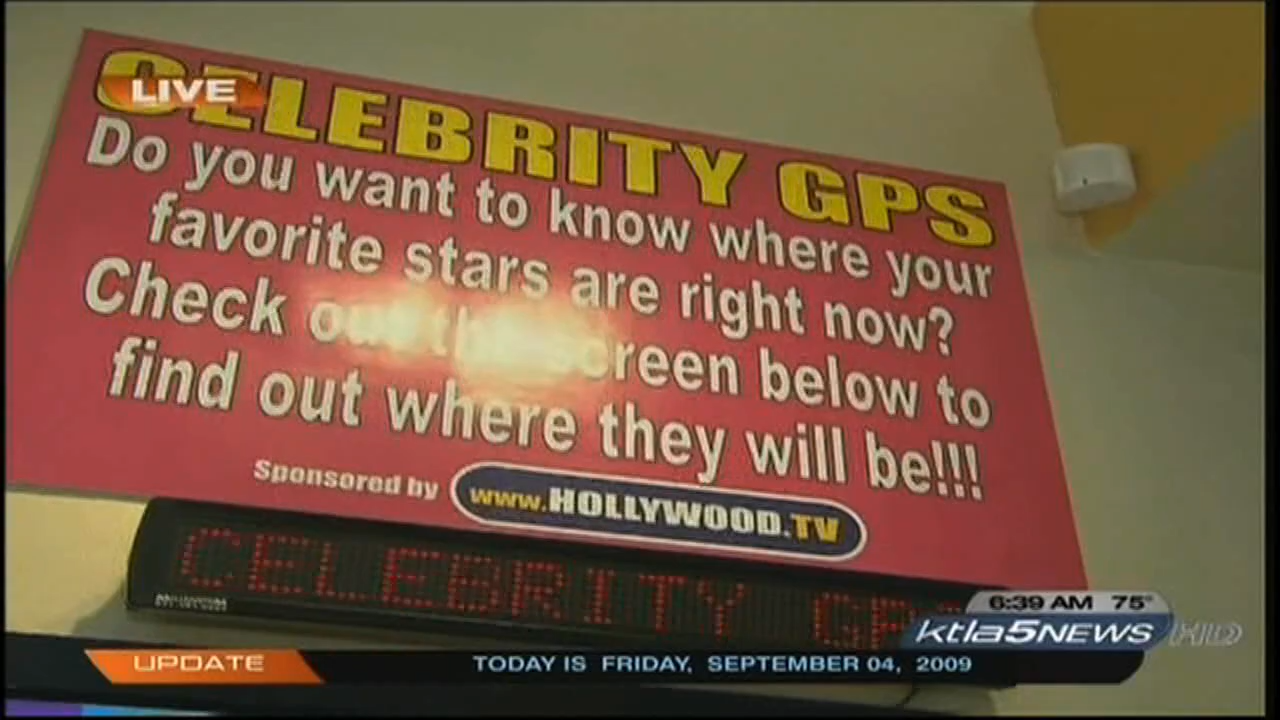 CELEBRITY GPS
LIVE
Do you want to know where your
favorite stars are right now?
Check out the screen below to
find out where they will be!!!
Sponsored by www.HOLLYWOOD.TV
CELEBRITY GPS
6:39 AM 75°
ktla5NEWS HD
UPDATE TODAY IS FRIDAY, SEPTEMBER 04, 2009